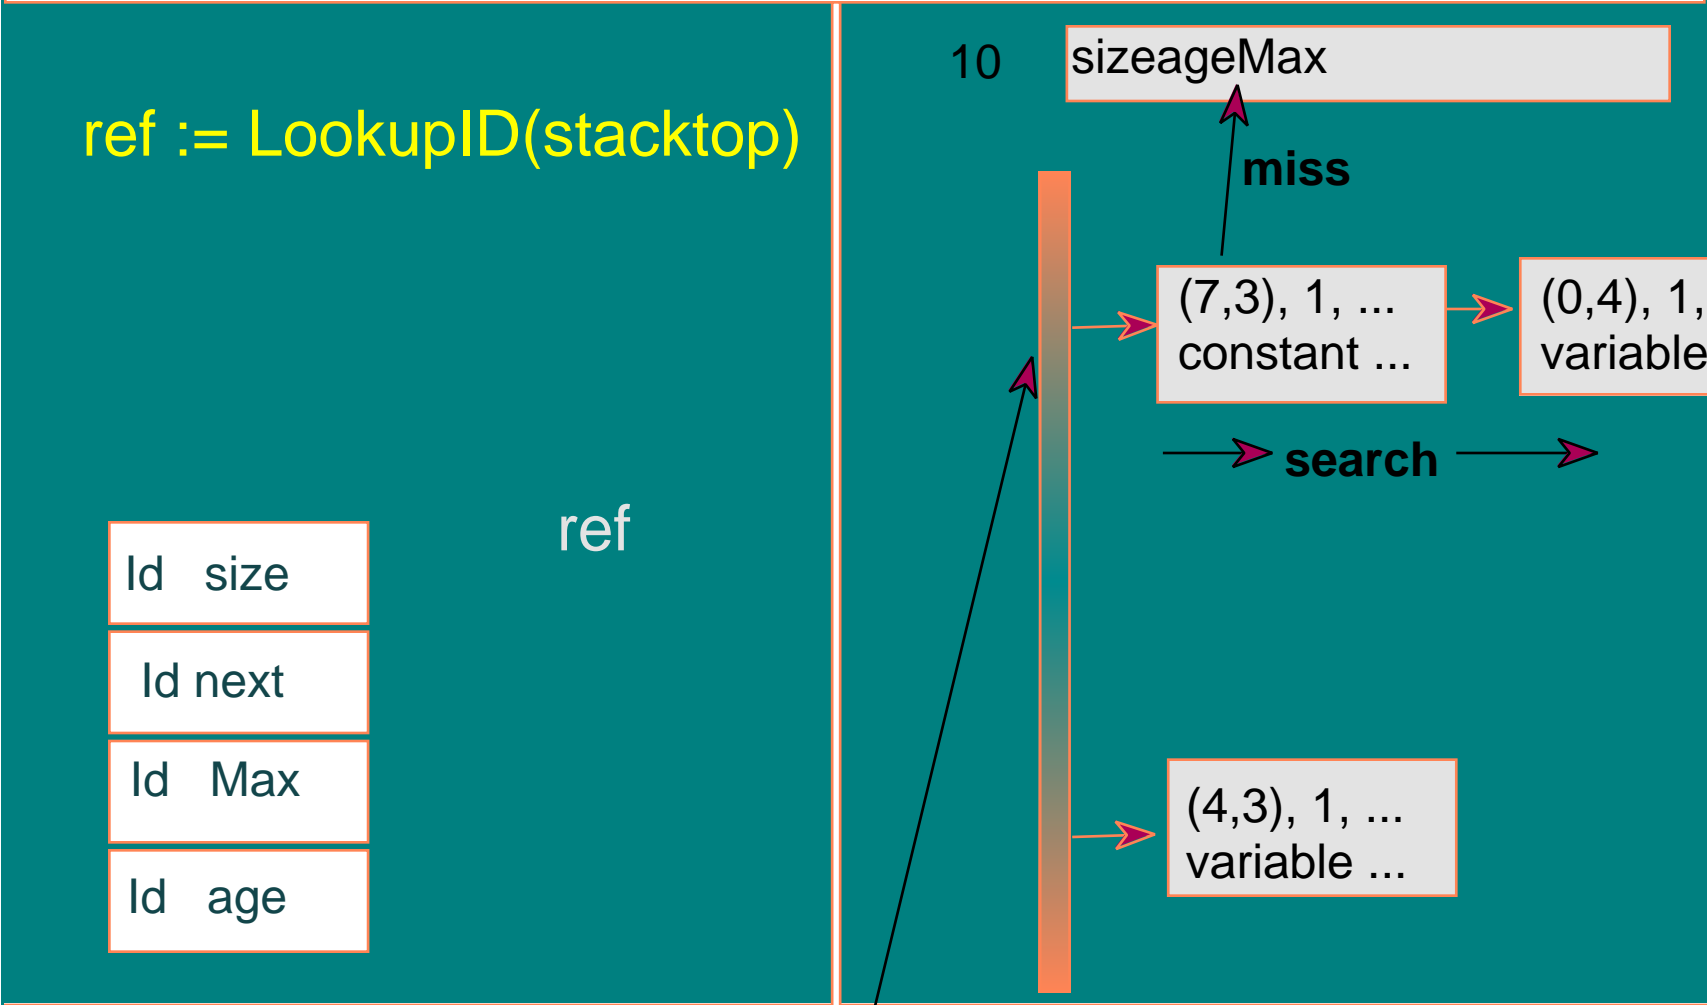 ref := LookupID(stacktop)
ref
Id size
Id next
Id Max
Id age
10 sizeageMax
miss
(7,3), 1, ...
constant ...
(0,4), 1,
variable
search
(4,3), 1, ...
variable ...